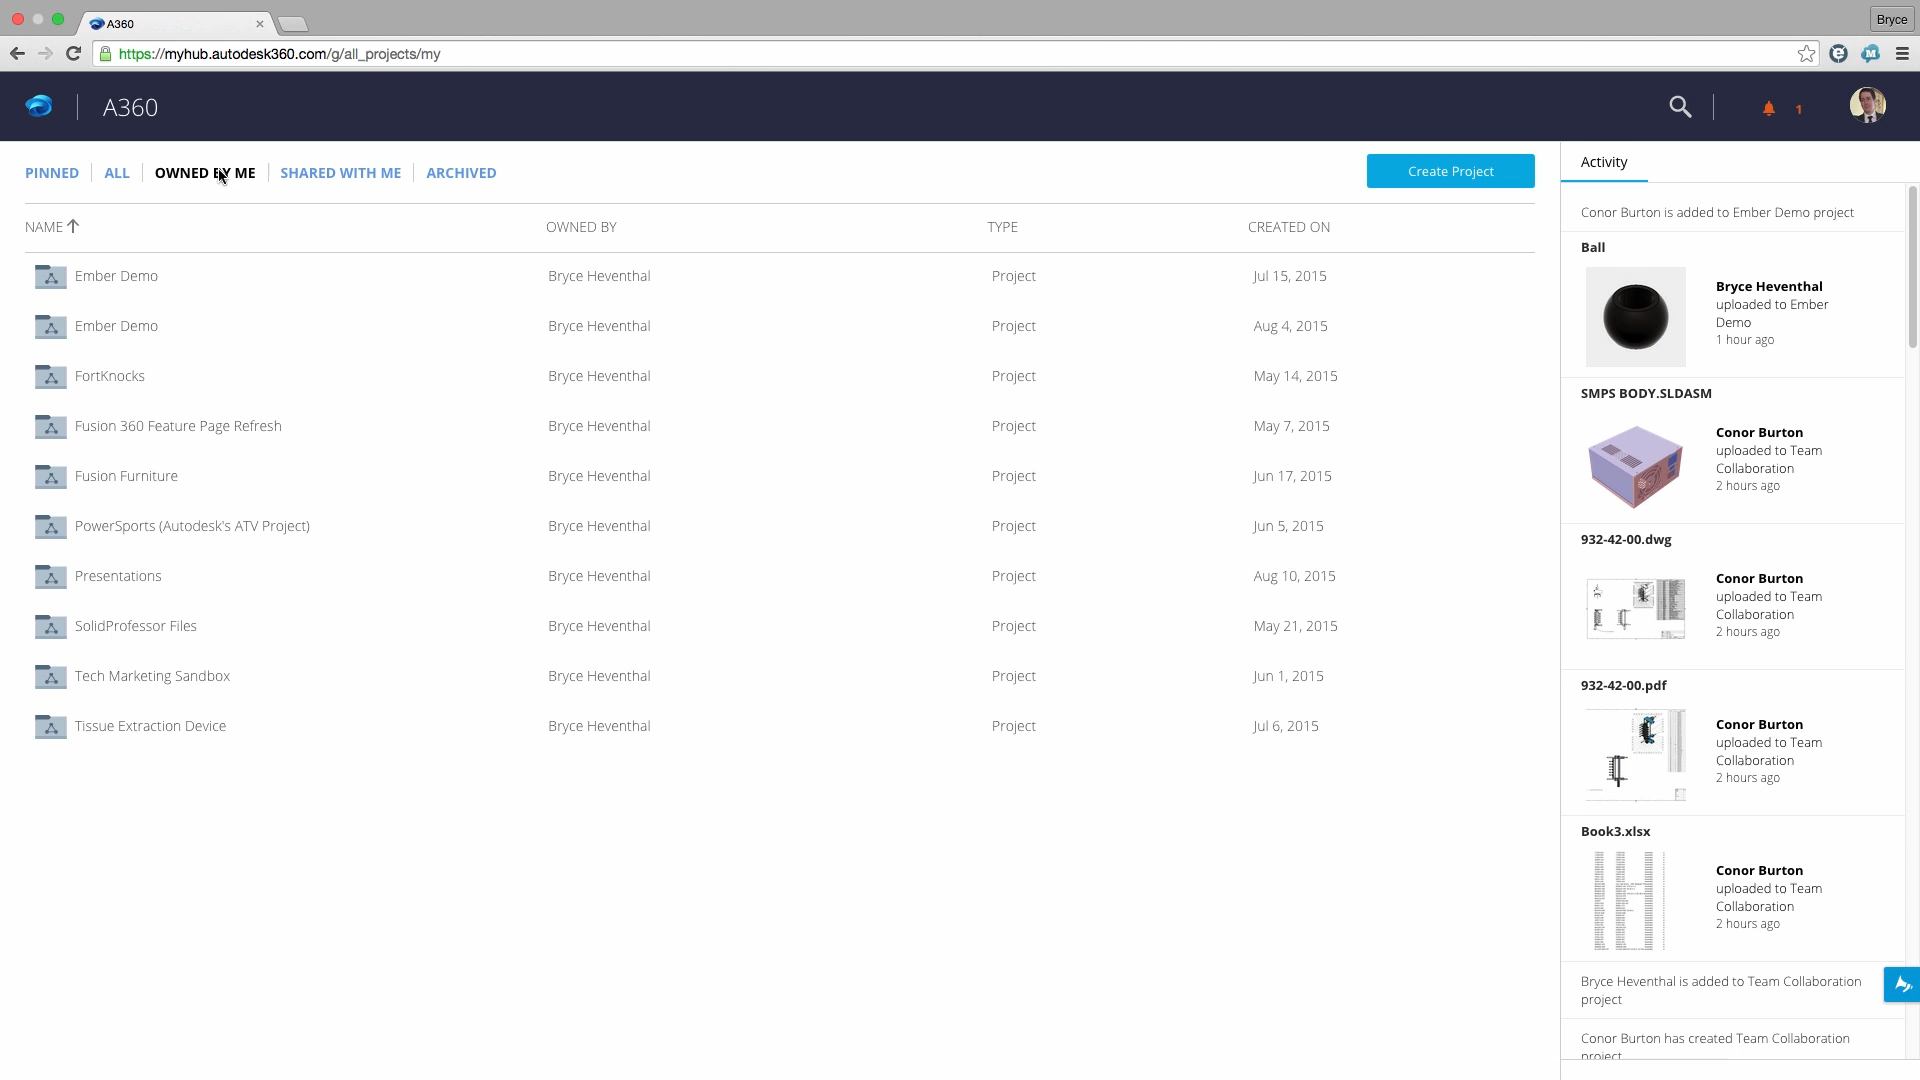 A360
Bryce
https://myhub.autodesk360.com/g/all_projects/my
A360
1
PINNED ALL OWNED BY ME SHARED WITH ME ARCHIVED
Create Project
NAME OWNED BY TYPE CREATED ON
Ember Demo Bryce Heventhal Project Jul 15, 2015
Ember Demo Bryce Heventhal Project Aug 4, 2015
FortKnocks Bryce Heventhal Project May 14, 2015
Fusion 360 Feature Page Refresh Bryce Heventhal Project May 7, 2015
Fusion Furniture Bryce Heventhal Project Jun 17, 2015
PowerSports (Autodesk's ATV Project) Bryce Heventhal Project Jun 5, 2015
Presentations Bryce Heventhal Project Aug 10, 2015
SolidProfessor Files Bryce Heventhal Project May 21, 2015
Tech Marketing Sandbox Bryce Heventhal Project Jun 1, 2015
Tissue Extraction Device Bryce Heventhal Project Jul 6, 2015
Activity
Conor Burton is added to Ember Demo project
Ball
Bryce Heventhal
uploaded to Ember
Demo
1 hour ago
SMPS BODY.SLDASM
Conor Burton
uploaded to Team
Collaboration
2 hours ago
932-42-00.dwg
Conor Burton
uploaded to Team
Collaboration
2 hours ago
932-42-00.pdf
Conor Burton
uploaded to Team
Collaboration
2 hours ago
Book3.xlsx
Conor Burton
uploaded to Team
Collaboration
2 hours ago
Bryce Heventhal is added to Team Collaboration
project
Conor Burton has created Team Collaboration
project